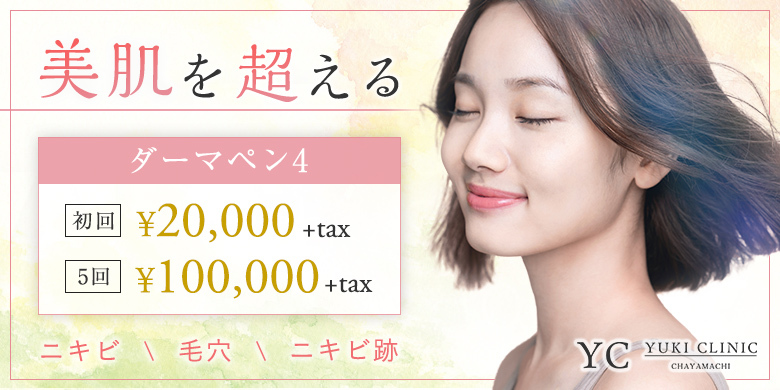 美肌を超える
ダーマペン4
初回 ¥20,000 +tax
5回 ¥100,000 +tax
ニキビ \ 毛穴 \ ニキビ跡
YC YUKI CLINIC
CHAYAMACHI